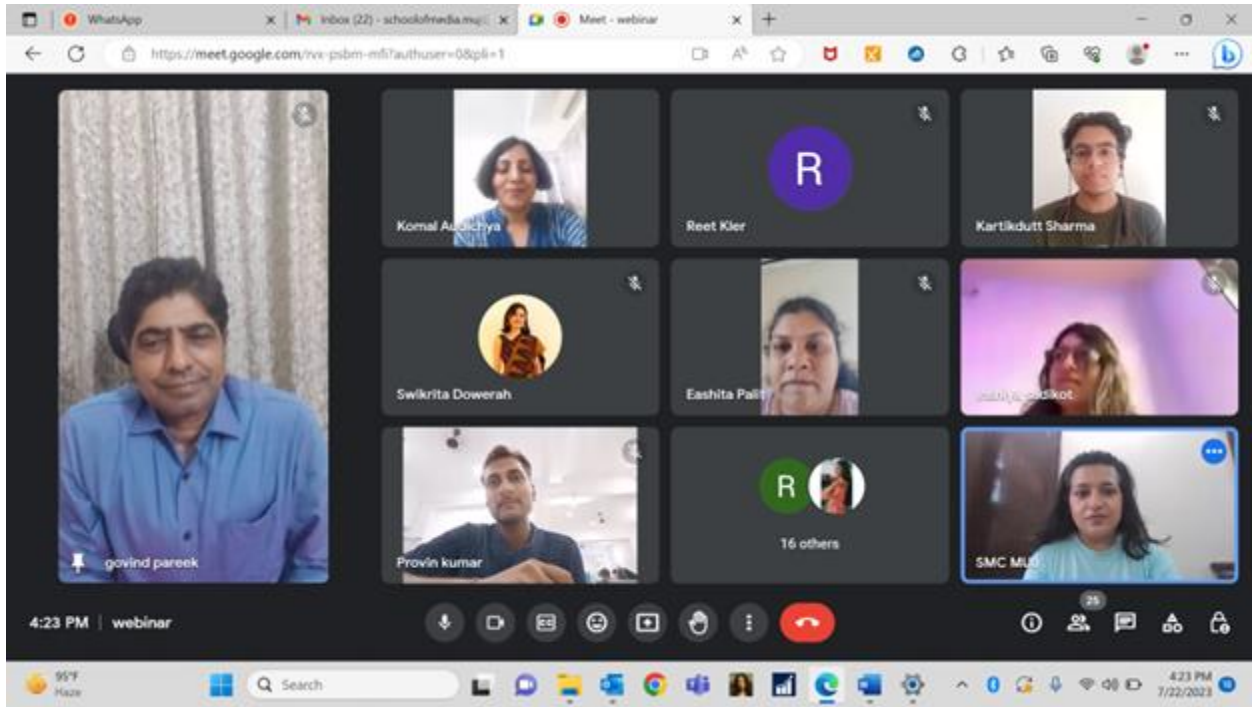 WhatsApp
Inbox (22) - schoolofmedia.muj
Meet - webinar
https://meet.google.com/rvx-psbm-mfi?authuser=0&pli=1
Komal Audichya
R
Reet Kler
Kartikdutt Sharma
Swikrita Dowerah
Eashita Palit
sadikot
govind pareek
Provin kumar
R
16 others
SMC MUJ
4:23 PM | webinar
25
95°F
Haze
Search
4:23 PM
7/22/2023